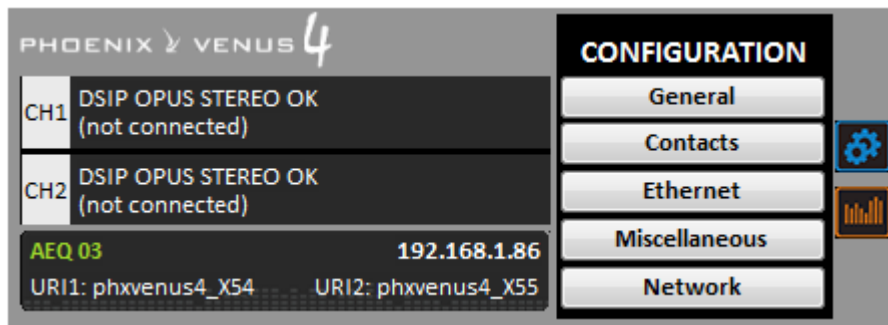 PHOENIX VENUS 4
CH1
DSIP OPUS STEREO OK
(not connected)
CH2
DSIP OPUS STEREO OK
(not connected)
AEQ 03
192.168.1.86
URI1: phxvenus4_X54
URI2: phxvenus4_X55
CONFIGURATION
General
Contacts
Ethernet
Miscellaneous
Network